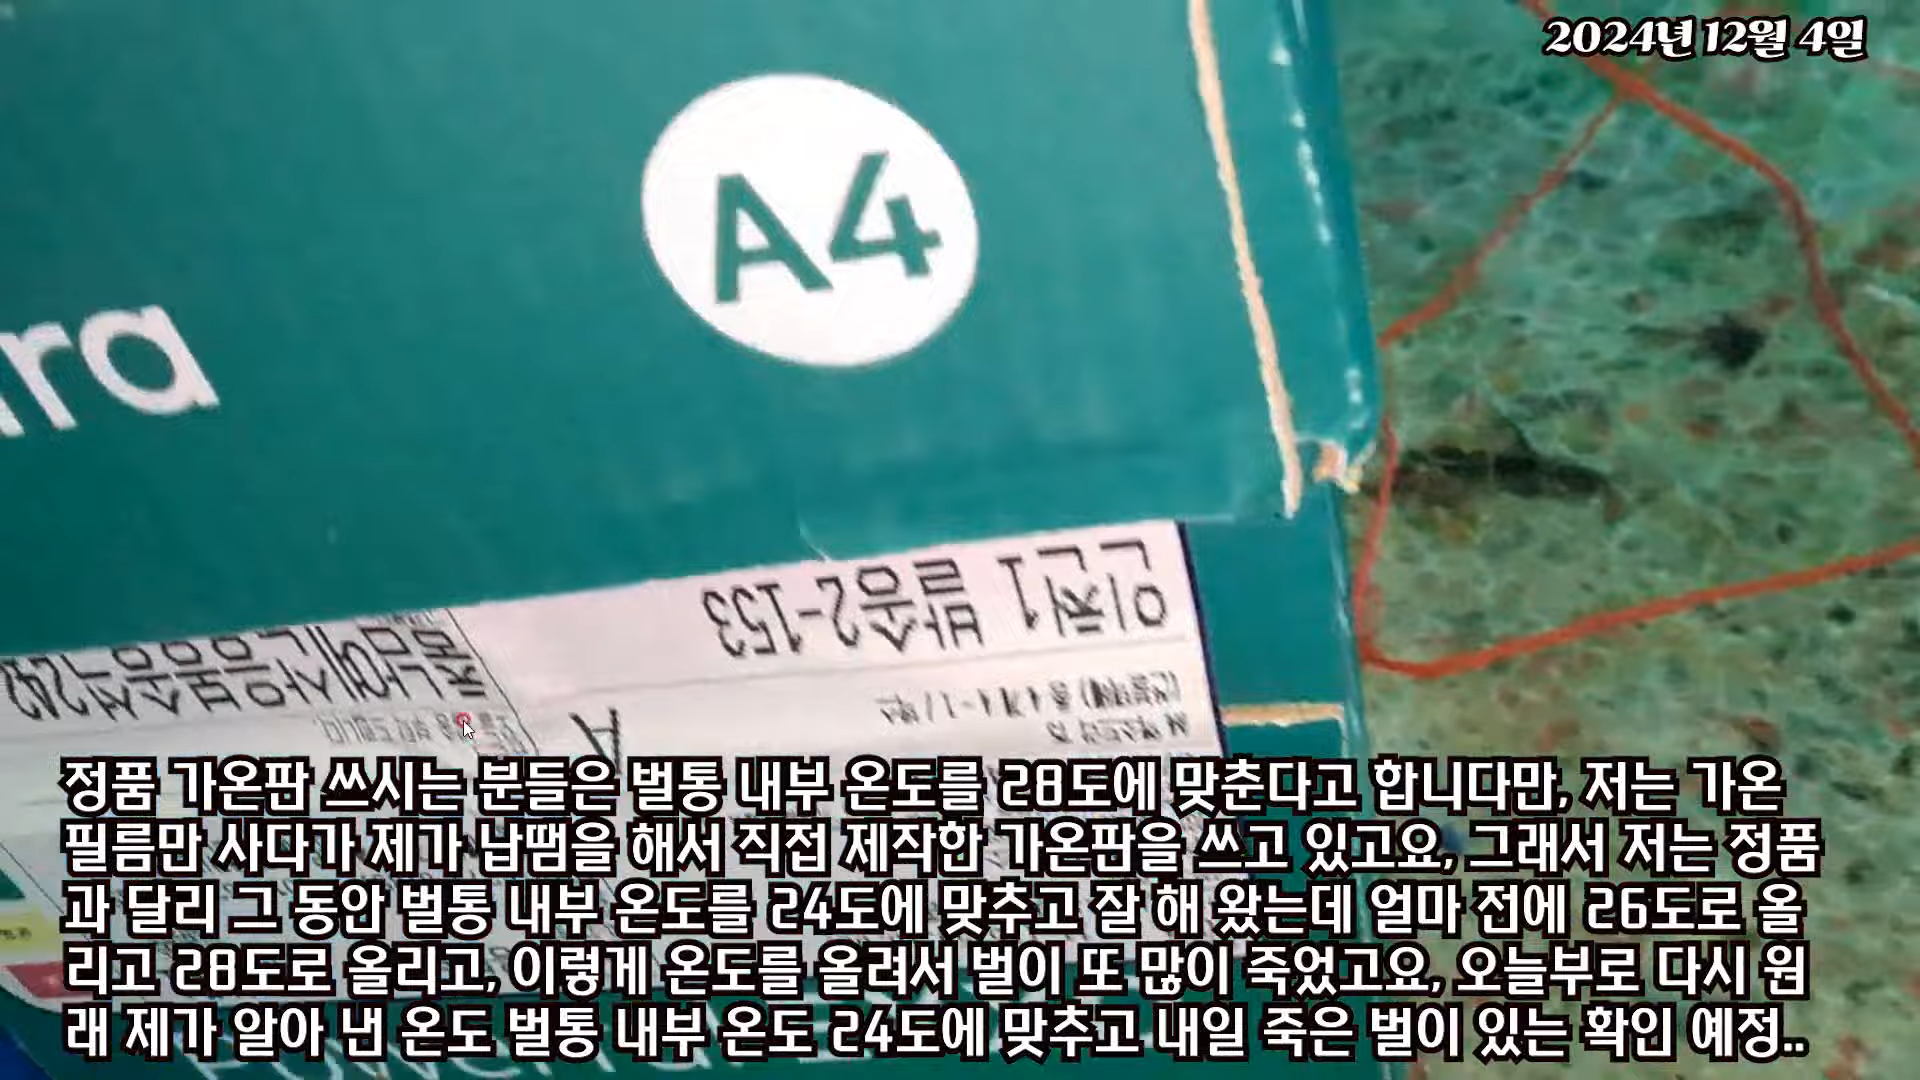 2024년 12월 4일
A4
ra
인천1 발송2-153
정품 가온판 쓰시는 분들은 벌통 내부 온도를 28도에 맞춘다고 합니다만, 저는 가온
필름만 사다가 제가 납땜을 해서 직접 제작한 가온판을 쓰고 있고요, 그래서 저는 정품
과 달리 그 동안 벌통 내부 온도를 24도에 맞추고 잘 해 왔는데 얼마 전에 26도로 올
리고 28도로 올리고, 이렇게 온도를 올려서 벌이 또 많이 죽었고요, 오늘부로 다시 원
래 제가 알아 낸 온도 벌통 내부 온도 24도에 맞추고 내일 죽은 벌이 있는 확인 예정..